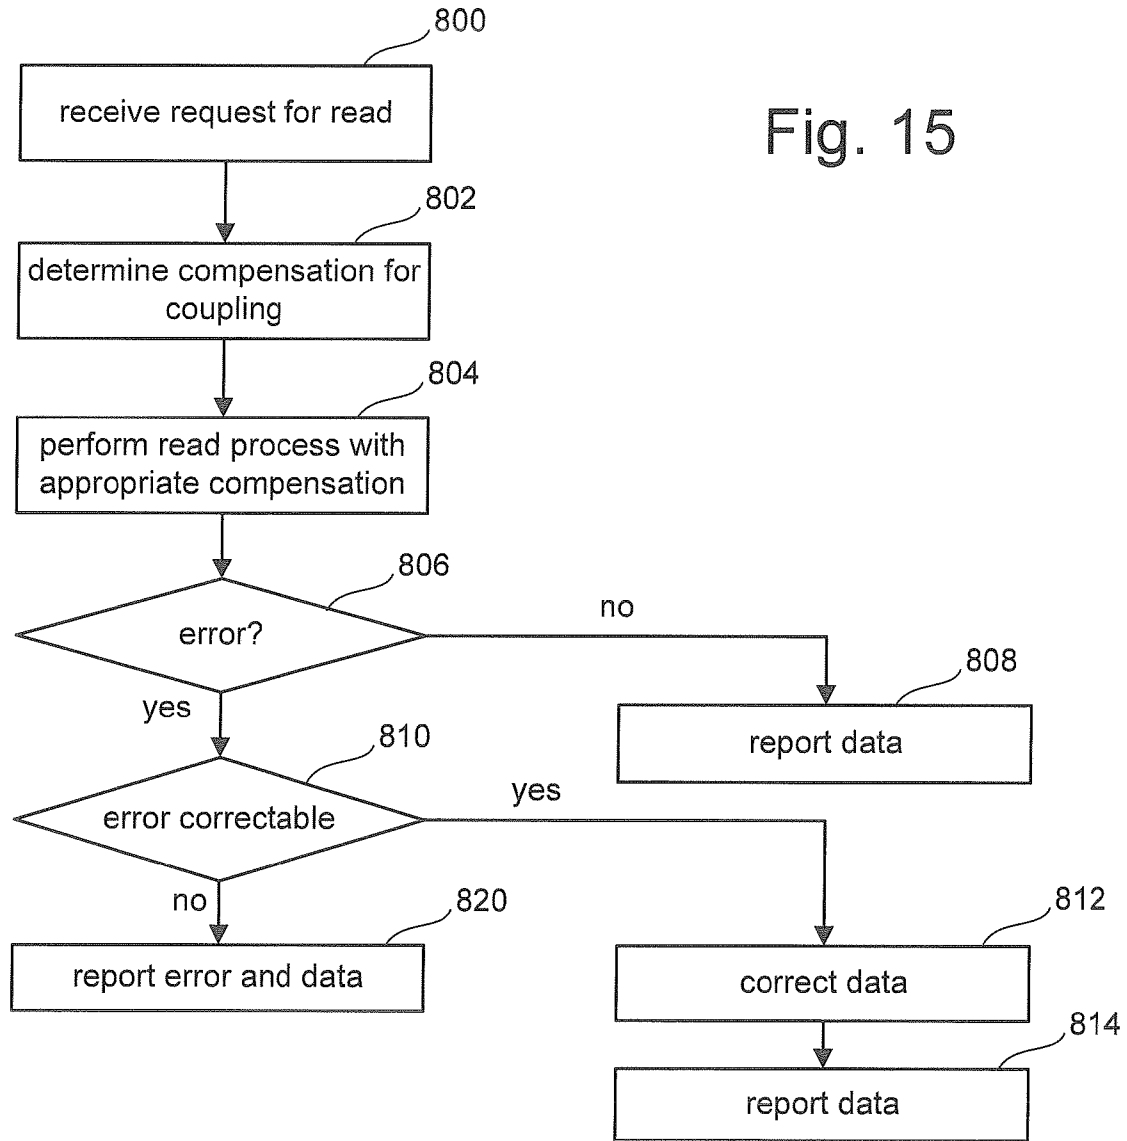 800
receive request for read
Fig. 15
802
determine compensation for
coupling
804
perform read process with
appropriate compensation
806
error?
no
808
report data
yes
810
error correctable
yes
no
820
report error and data
812
correct data
814
report data